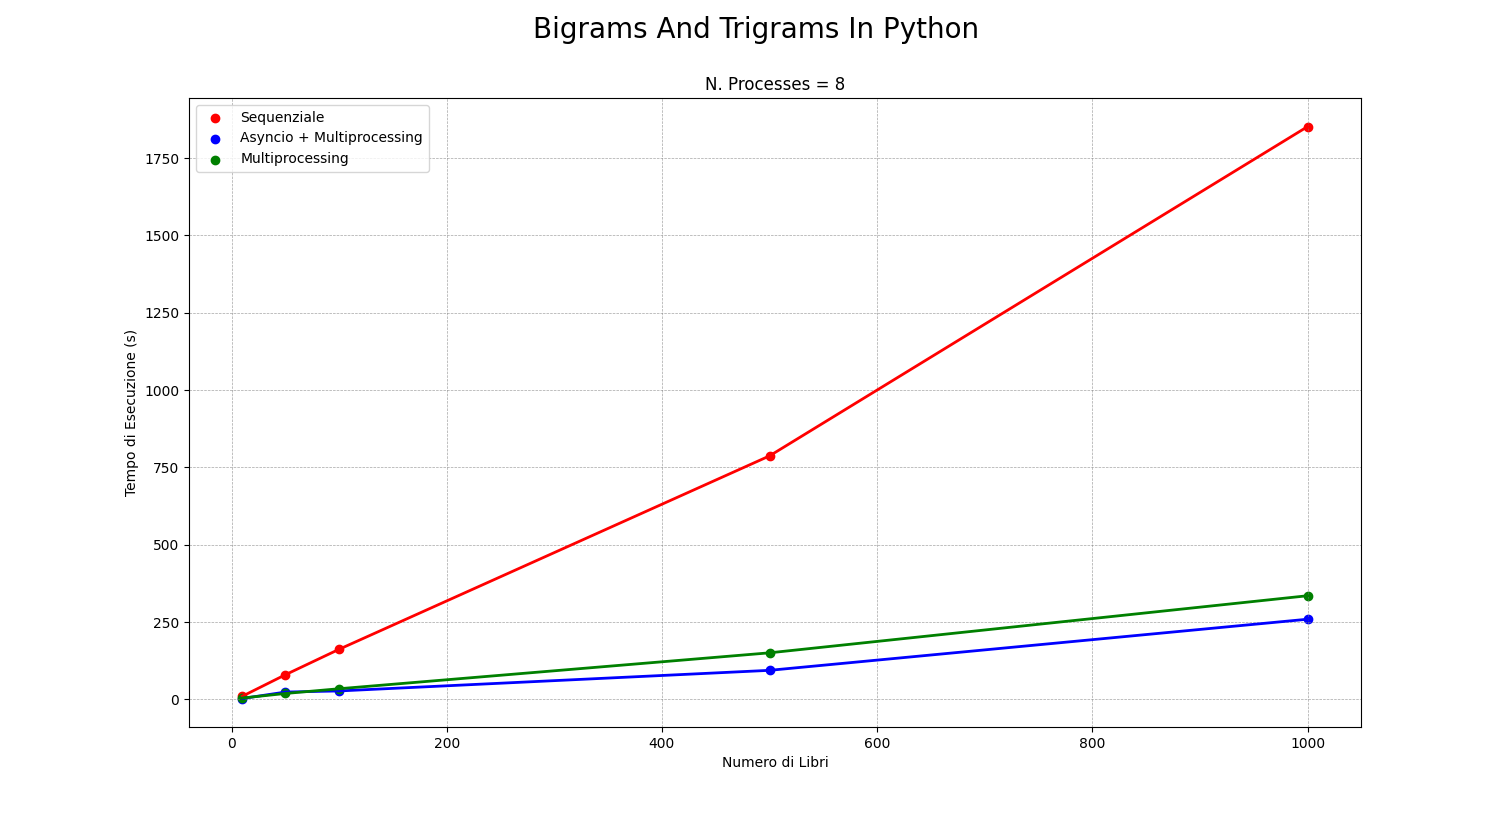 Bigrams And Trigrams In Python
N. Processes = 8
Sequenziale
Asyncio + Multiprocessing
Multiprocessing
Tempo di Esecuzione (s)
1750
1500
1250
1000
750
500
250
0
0 200 400 600 800 1000
Numero di Libri